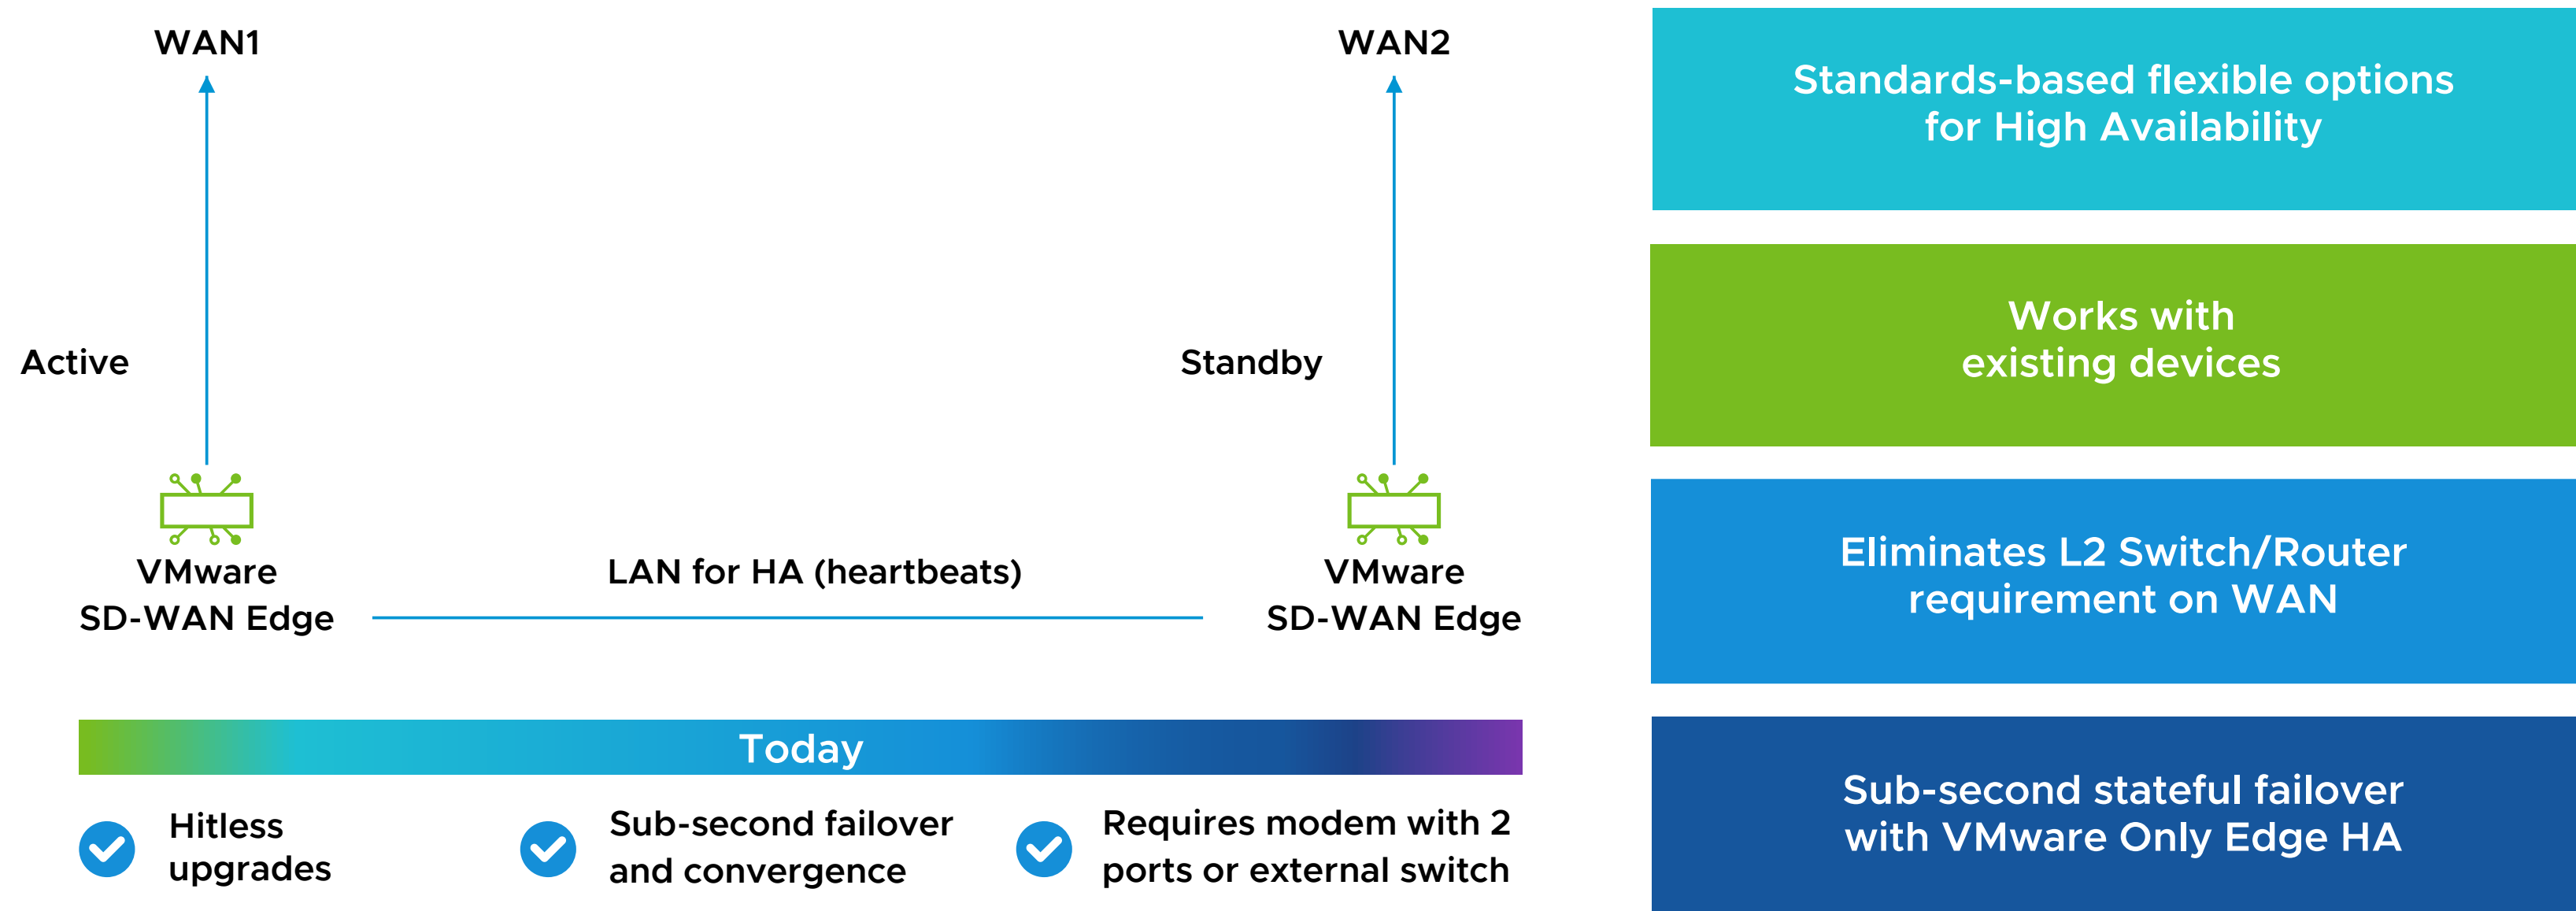 WAN1
WAN2
Active
Standby
VMware
SD-WAN Edge
LAN for HA (heartbeats)
VMware
SD-WAN Edge
Today
Hitless
upgrades
Sub-second failover
and convergence
Requires modem with 2
ports or external switch
Standards-based flexible options
for High Availability
Works with
existing devices
Eliminates L2 Switch/Router
requirement on WAN
Sub-second stateful failover
with VMware Only Edge HA